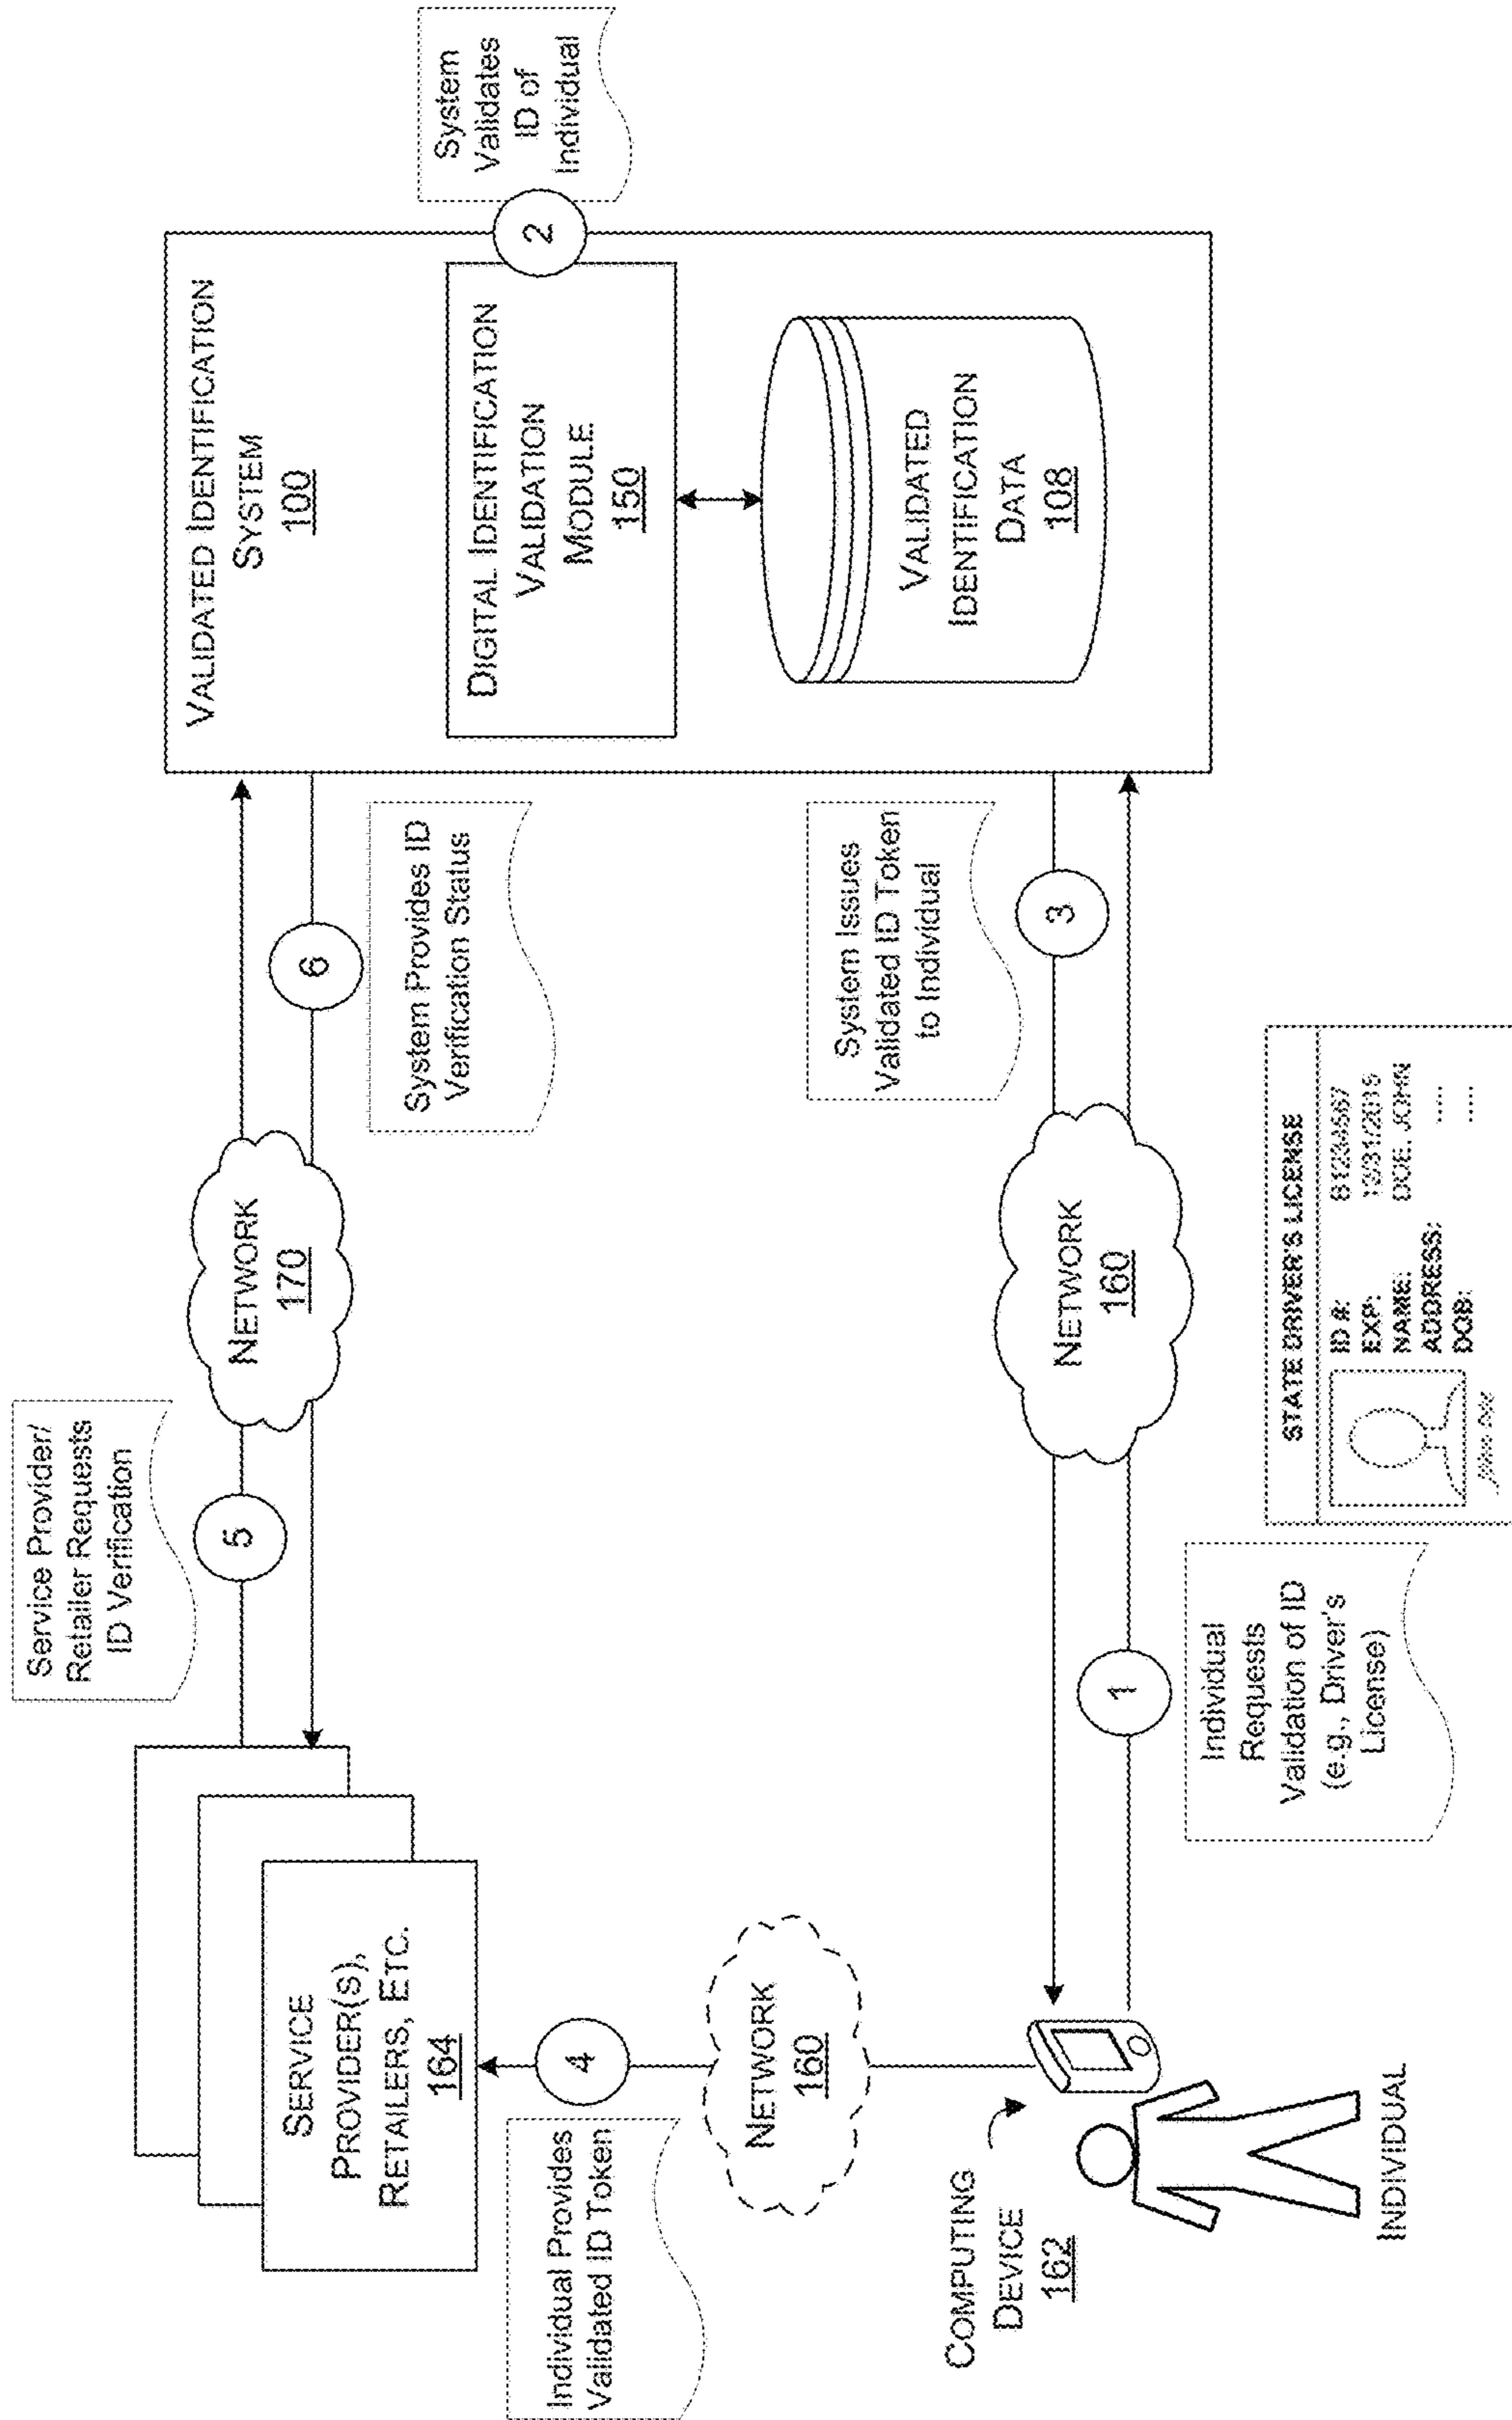 Service Provider/
Retailer Requests
ID Verification
5
SERVICE
PROVIDER(S),
RETAILERS, ETC.
164
NETWORK
170
6
System Provides ID
Verification Status
VALIDATED IDENTIFICATION
SYSTEM
100
DIGITAL IDENTIFICATION
VALIDATION
MODULE
150
2
System
Validates
ID of
Individual
VALIDATED
IDENTIFICATION
DATA
108
Individual Provides
Validated ID Token
4
NETWORK
160
System Issues
Validated ID Token
to Individual
3
NETWORK
160
COMPUTING
DEVICE
162
INDIVIDUAL
1
Individual
Requests
Validation of ID
(e.g., Driver's
License)
STATE DRIVER'S LICENSE
ID #:
EXP:
NAME: DOE, JOHN
ADDRESS: .....
DOB: .....